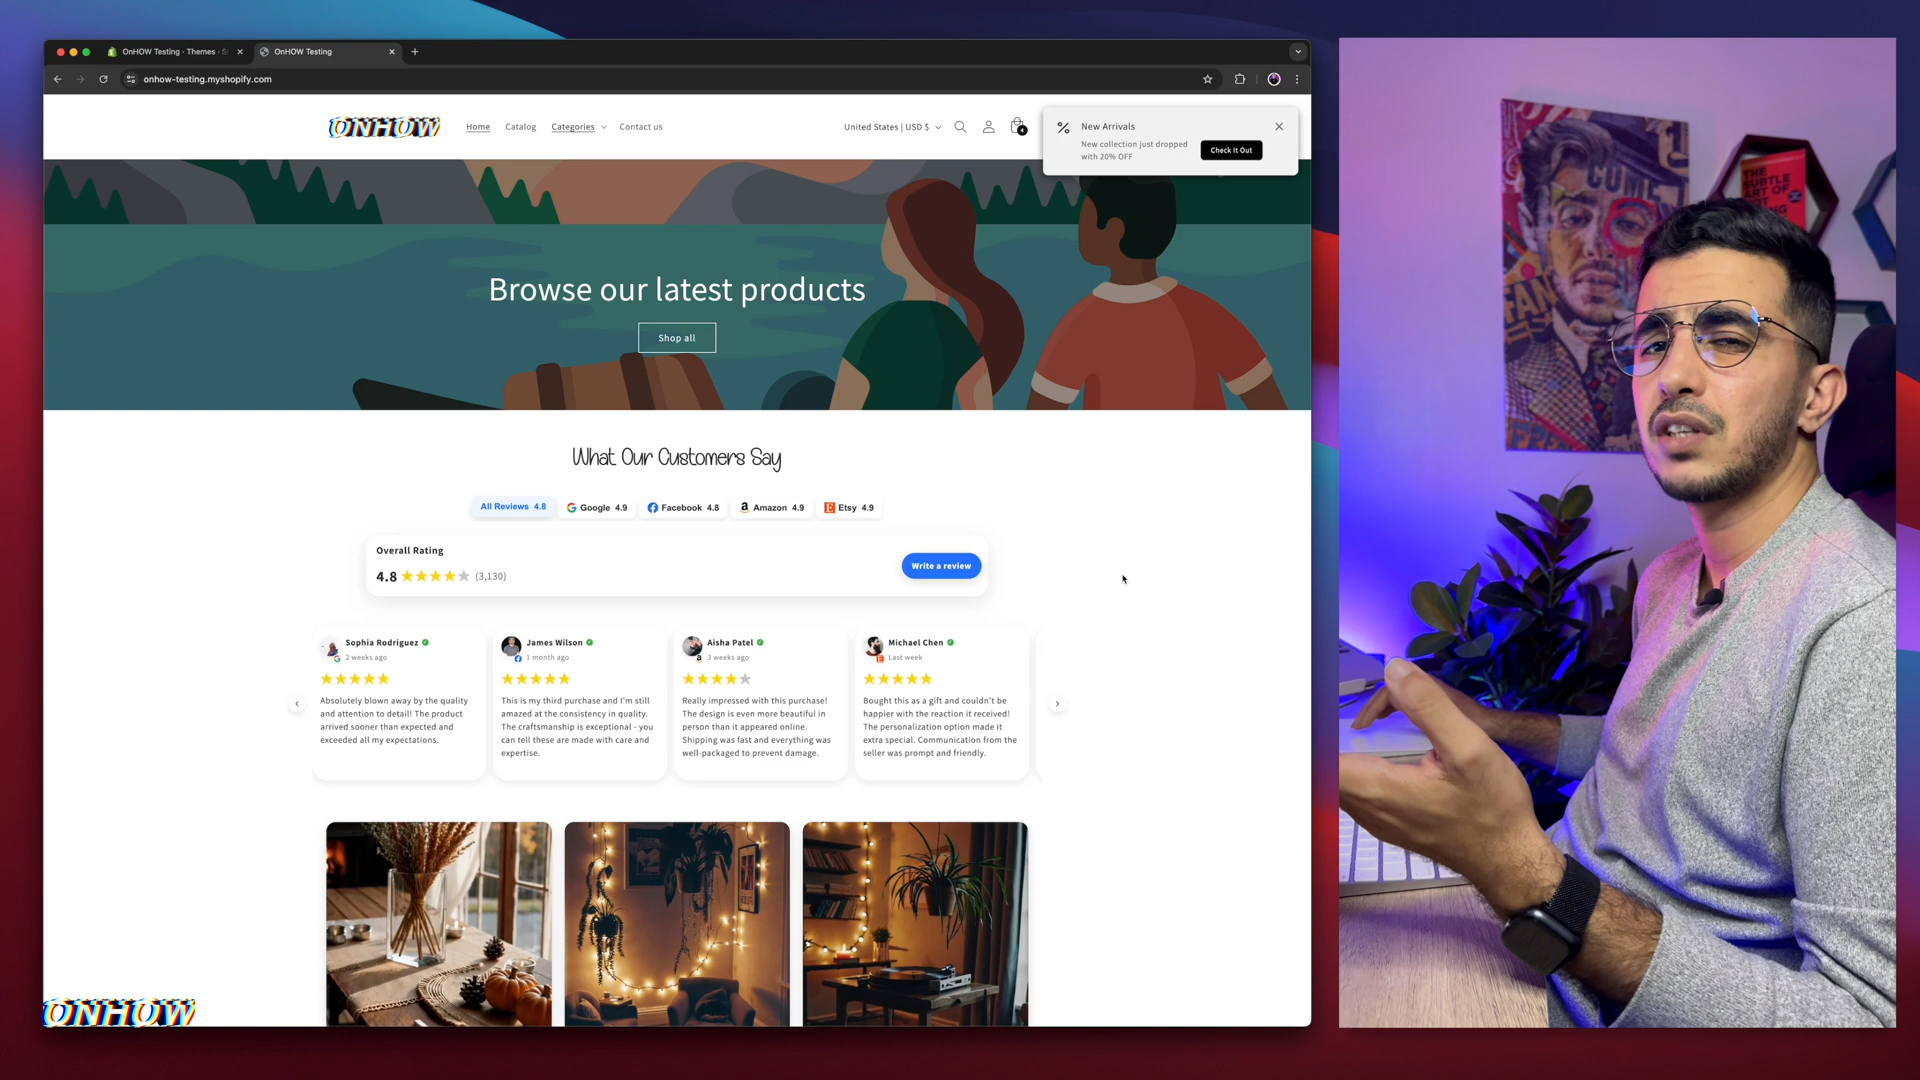 OnHOW Testing · Themes · S
OnHOW Testing
onhow-testing.myshopify.com
ONHOW
Home
Catalog
Categories
Contact us
United States | USD $
4
New Arrivals
New collection just dropped
with 20% OFF
Check It Out
Browse our latest products
Shop all
What Our Customers Say
All Reviews 4.8
Google 4.9
Facebook 4.8
Amazon 4.9
Etsy 4.9
Overall Rating
4.8
(3,130)
Write a review
Sophia Rodriguez
2 weeks ago
Absolutely blown away by the quality
and attention to detail! The product
arrived sooner than expected and
exceeded all my expectations.
James Wilson
1 month ago
This is my third purchase and I'm still
amazed at the consistency in quality.
The craftsmanship is exceptional - you
can tell these are made with care and
expertise.
Aisha Patel
3 weeks ago
Really impressed with this purchase!
The design is even more beautiful in
person than it appeared online.
Shipping was fast and everything was
well-packaged to prevent damage.
Michael Chen
Last week
Bought this as a gift and couldn't be
happier with the reaction it received!
The personalization option made it
extra special. Communication from the
seller was prompt and friendly.
ONHOW
COME
FAN
THE
SUBTLE
ART OF